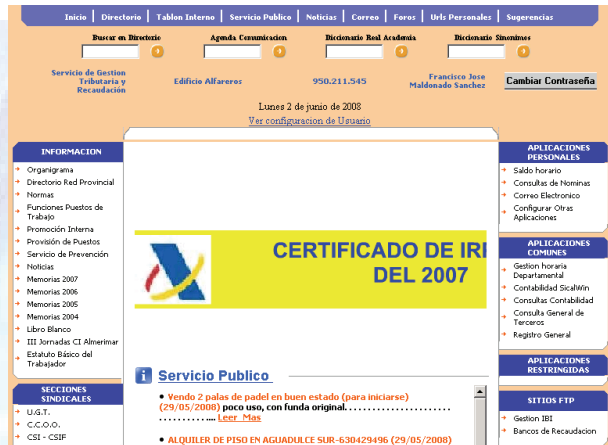 Inicio | Directorio | Tablon Interno | Servicio Publico | Noticias | Correo | Foros | Urls Personales | Sugerencias
Buscar en Directorio
Agenda Comunicacion
Diccionario Real Academia
Diccionario Sinonimos
Servicio de Gestion
Tributaria y
Recaudación
Edificio Alfareros
950.211.545
Francisco Jose
Maldonado Sanchez
Cambiar Contraseña
Lunes 2 de junio de 2008
Ver configuracion de Usuario
INFORMACION
Organigrama
Directorio Red Provincial
Normas
Funciones Puestos de
Trabajo
Promoción Interna
Provisión de Puestos
Servicio de Prevención
Noticias
Memorias 2007
Memorias 2006
Memorias 2005
Memorias 2004
Libro Blanco
III Jornadas CI Almerimar
Estatuto Básico del
Trabajador
SECCIONES
SINDICALES
U.G.T.
C.C.O.O.
CSI - CSIF
CERTIFICADO DE IR
DEL 2007
i Servicio Publico
• Vendo 2 palas de padel en buen estado (para iniciarse)
(29/05/2008) poco uso, con funda original. . . . . . . . . . . . . . . . . . . . . . .
. . . . . . . . . . .... Leer Mas
• ALQUILER DE PISO EN AGUADULCE SUR-630429496 (29/05/2008)
APLICACIONES
PERSONALES
Saldo horario
Consultas de Nominas
Correo Electronico
Configurar Otras
Aplicaciones
APLICACIONES
COMUNES
Gestion horaria
Departamental
Contabilidad SicalWin
Consultas Contabilidad
Consulta General de
Terceros
Registro General
APLICACIONES
RESTRINGIDAS
SITIOS FTP
Gestion IBI
Bancos de Recaudacion